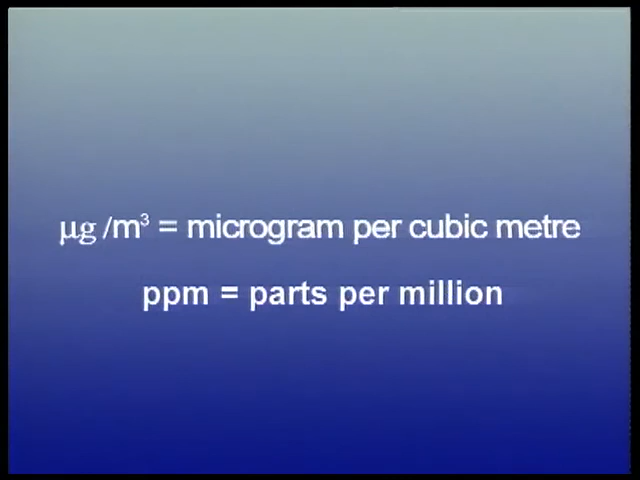 μg /m³ = microgram per cubic metre
ppm = parts per million